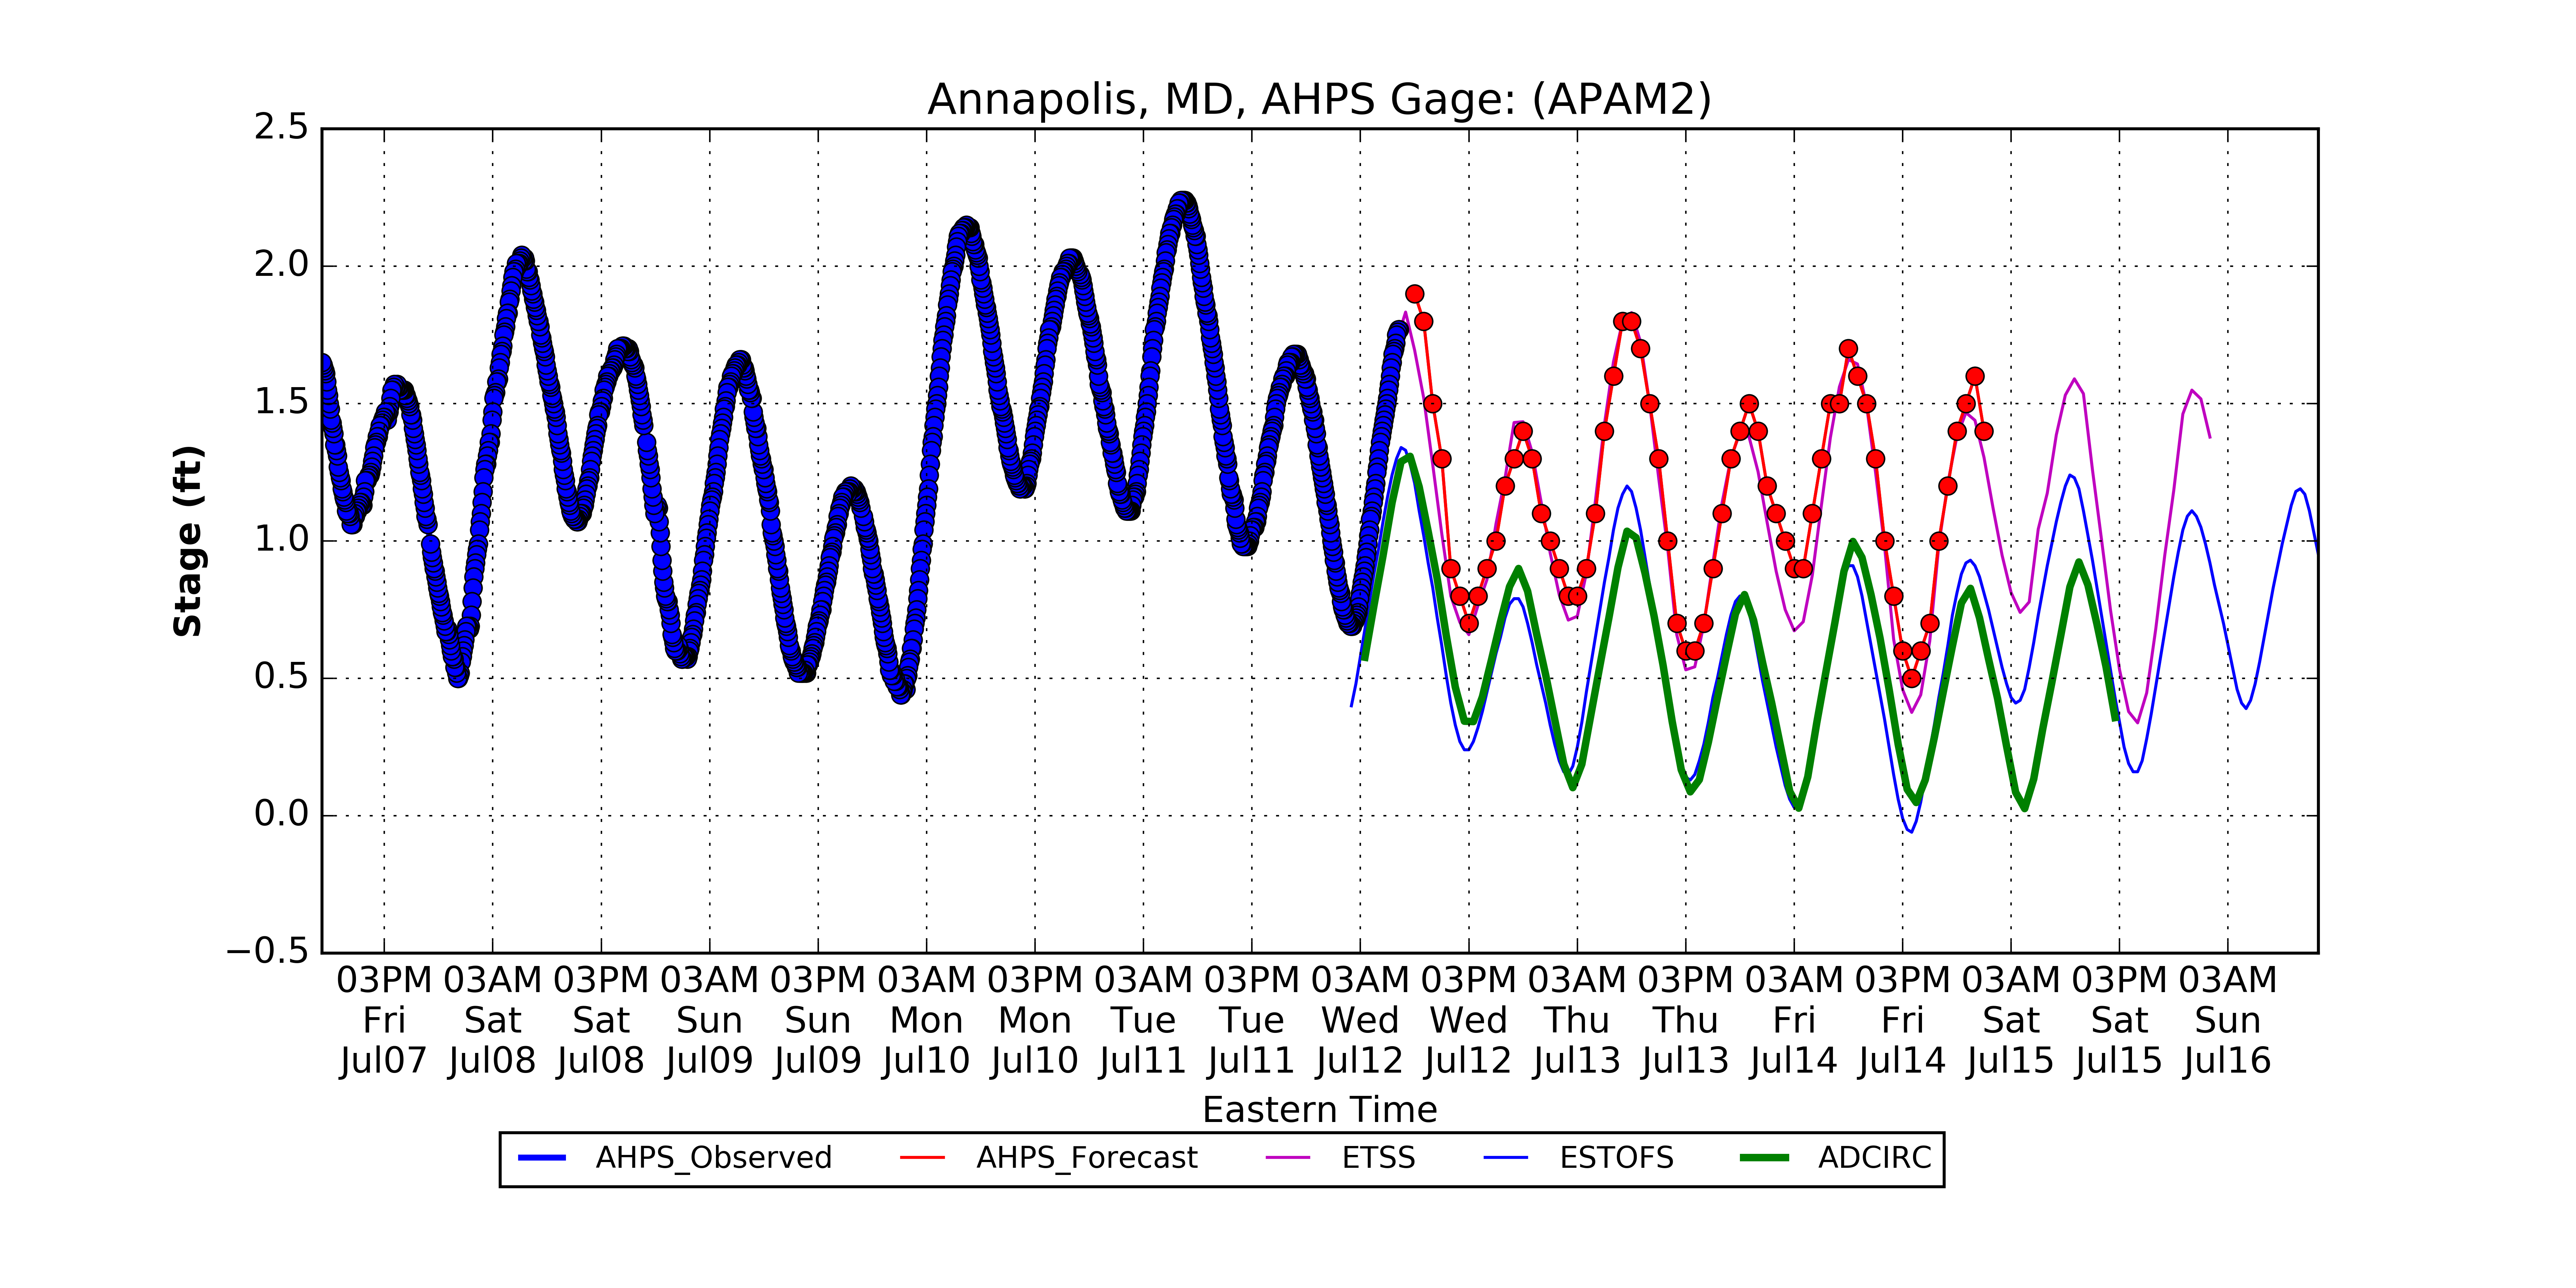 Annapolis, MD, AHPS Gage: (APAM2)
2.5
2.0
1.5
1.0
0.5
0.0
−0.5
Stage (ft)
03PM 03AM 03PM 03AM 03PM 03AM 03PM 03AM 03PM 03AM 03PM 03AM 03PM 03AM 03PM 03AM 03PM 03AM
Fri Sat Sat Sun Sun Mon Mon Tue Tue Wed Wed Thu Thu Fri Fri Sat Sat Sun
Jul07 Jul08 Jul08 Jul09 Jul09 Jul10 Jul10 Jul11 Jul11 Jul12 Jul12 Jul13 Jul13 Jul14 Jul14 Jul15 Jul15 Jul16
Eastern Time
AHPS_Observed AHPS_Forecast ETSS ESTOFS ADCIRC